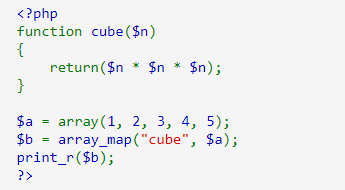 <?php
function cube($n)
{
    return($n * $n * $n);
}

$a = array(1, 2, 3, 4, 5);
$b = array_map("cube", $a);
print_r($b);
?>